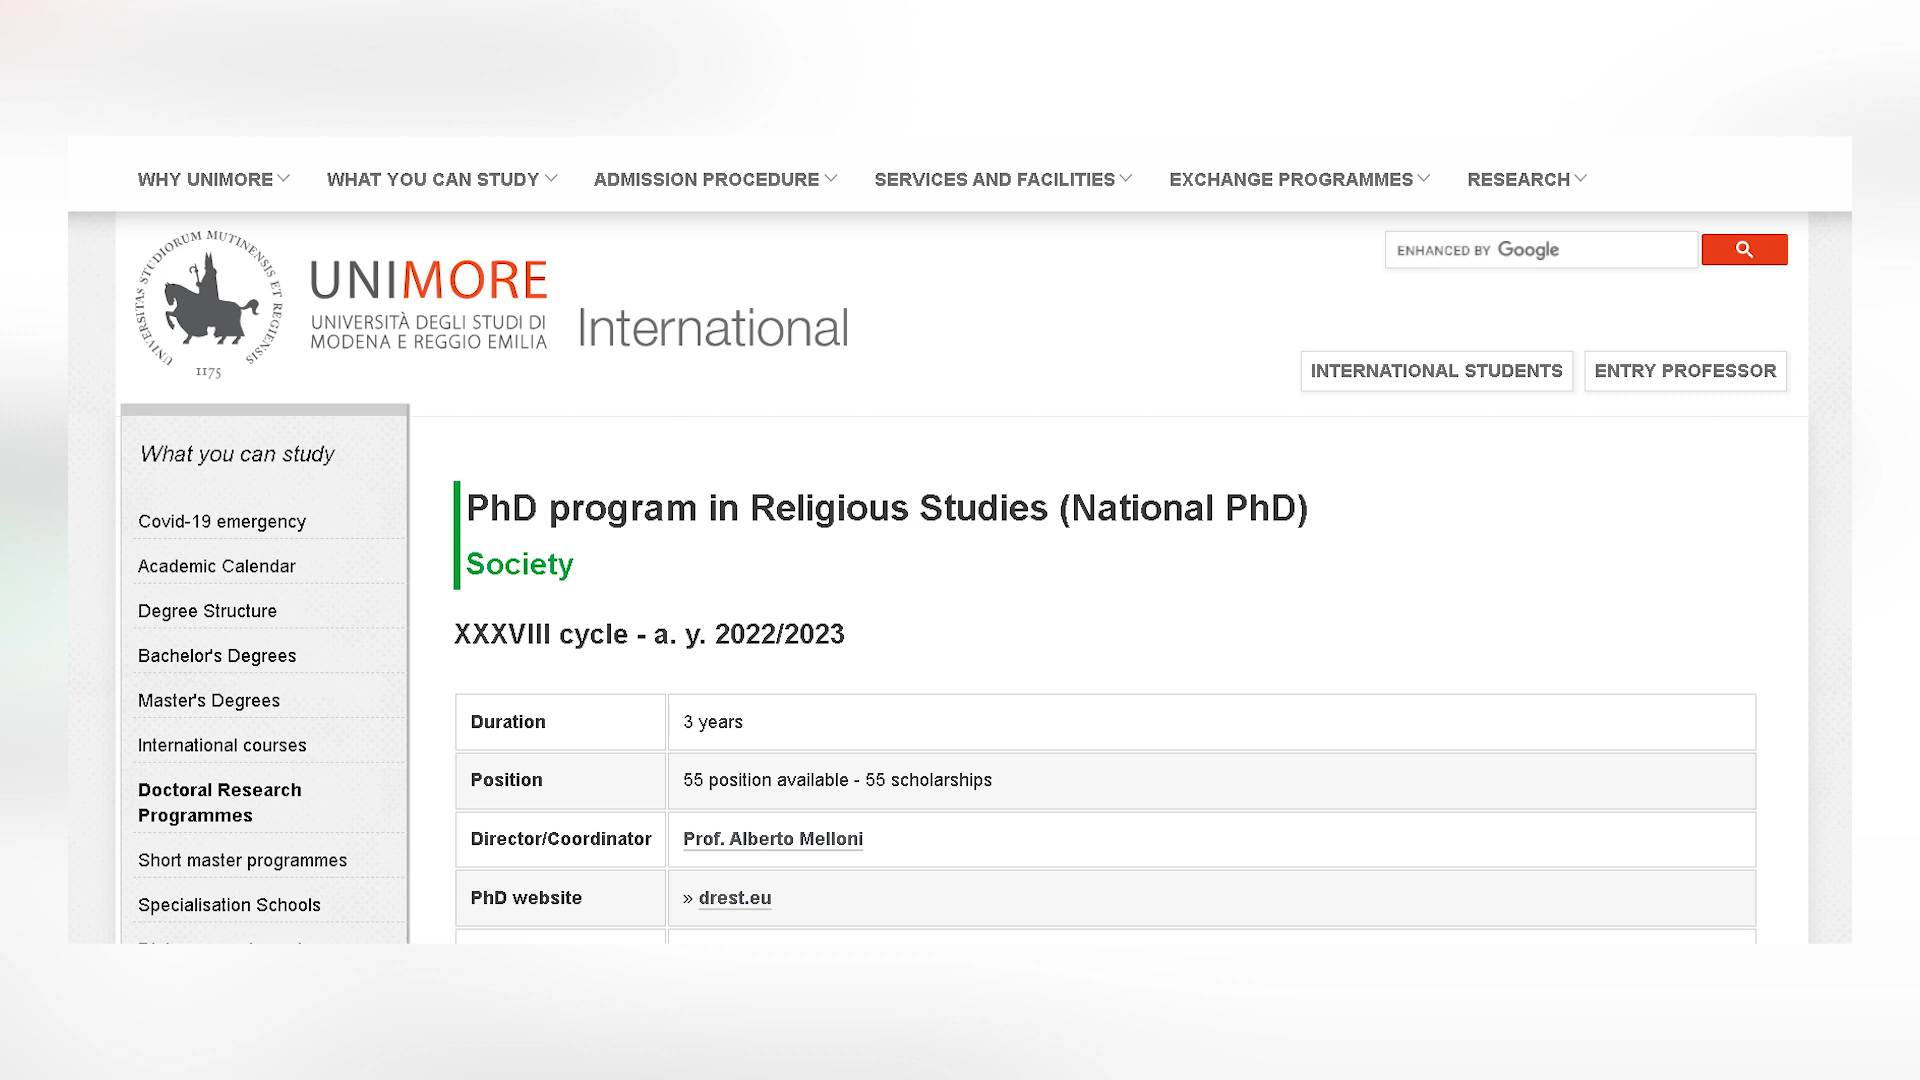 WHY UNIMORE
WHAT YOU CAN STUDY
ADMISSION PROCEDURE
SERVICES AND FACILITIES
EXCHANGE PROGRAMMES
RESEARCH
UNIVERSITAS STUDIORUM MUTINENSIS ET REGIENSIS
1175
UNIMORE
UNIVERSITÀ DEGLI STUDI DI
MODENA E REGGIO EMILIA
International
ENHANCED BY Google
INTERNATIONAL STUDENTS
ENTRY PROFESSOR
What you can study
Covid-19 emergency
Academic Calendar
Degree Structure
Bachelor's Degrees
Master's Degrees
International courses
Doctoral Research
Programmes
Short master programmes
Specialisation Schools
PhD program in Religious Studies (National PhD)
Society
XXXVIII cycle - a. y. 2022/2023
Duration 3 years
Position 55 position available - 55 scholarships
Director/Coordinator Prof. Alberto Melloni
PhD website » drest.eu